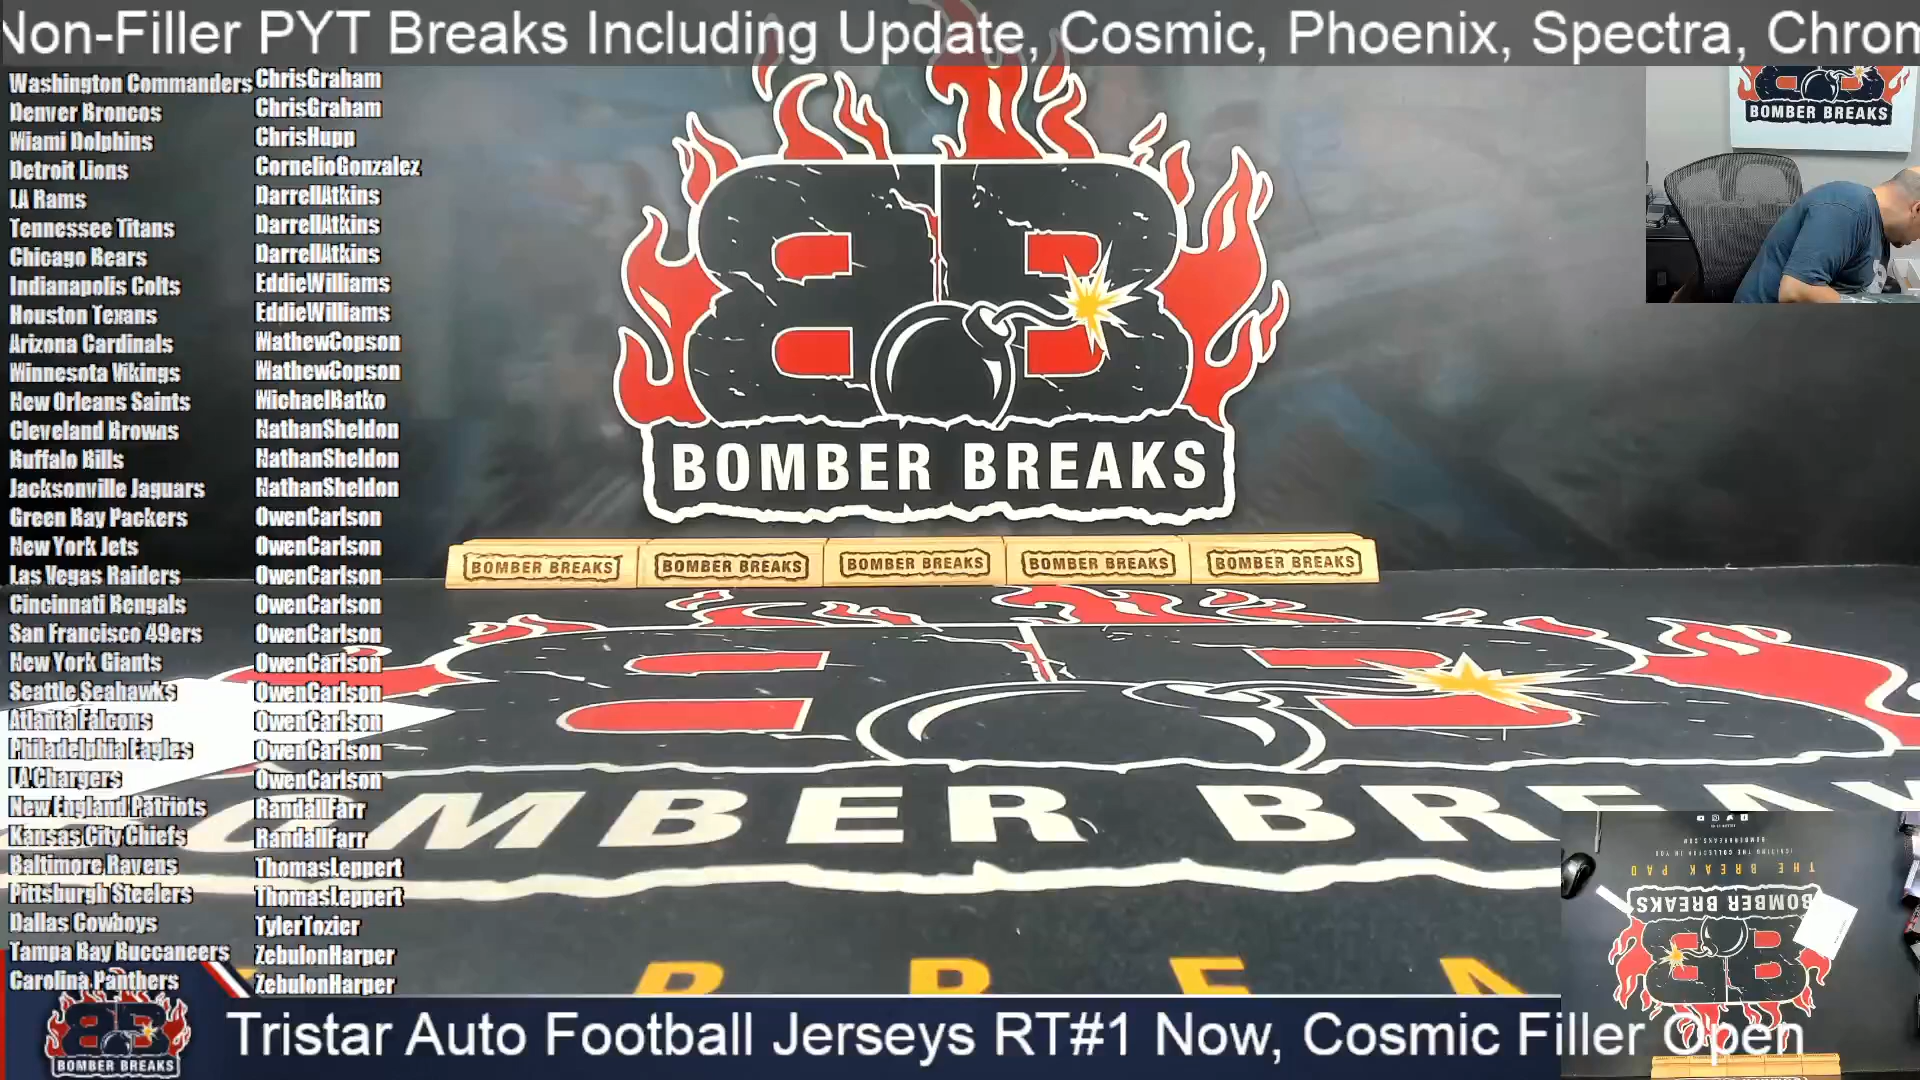 Non-Filler PYT Breaks Including Update, Cosmic, Phoenix, Spectra, Chrom
Washington Commanders ChrisGraham
Denver Broncos ChrisGraham
Miami Dolphins ChrisHupp
Detroit Lions CornelioGonzalez
LA Rams DarrellAtkins
Tennessee Titans DarrellAtkins
Chicago Bears DarrellAtkins
Indianapolis Colts EddieWilliams
Houston Texans EddieWilliams
Arizona Cardinals MathewCopson
Minnesota Vikings MathewCopson
New Orleans Saints MichaelBatko
Cleveland Browns NathanSheldon
Buffalo Bills NathanSheldon
Jacksonville Jaguars NathanSheldon
Green Bay Packers OwenCarlson
New York Jets OwenCarlson
Las Vegas Raiders OwenCarlson
Cincinnati Bengals OwenCarlson
San Francisco 49ers OwenCarlson
New York Giants OwenCarlson
Seattle Seahawks OwenCarlson
Atlanta Falcons OwenCarlson
Philadelphia Eagles OwenCarlson
LA Chargers OwenCarlson
New England Patriots RandallFarr
Kansas City Chiefs RandallFarr
Baltimore Ravens ThomasLeppert
Pittsburgh Steelers ThomasLeppert
Dallas Cowboys TylerTozier
Tampa Bay Buccaneers ZebulonHarper
Carolina Panthers ZebulonHarper
BOMBER BREAKS
BOMBER BREAKS
BOMBER BREAKS BOMBER BREAKS BOMBER BREAKS BOMBER BREAKS BOMBER BREAKS
OMBER BREAK
THE BREAK PAD
BOMBER BREAKS
BOMBER BREAKS
Tristar Auto Football Jerseys RT#1 Now, Cosmic Filler Open